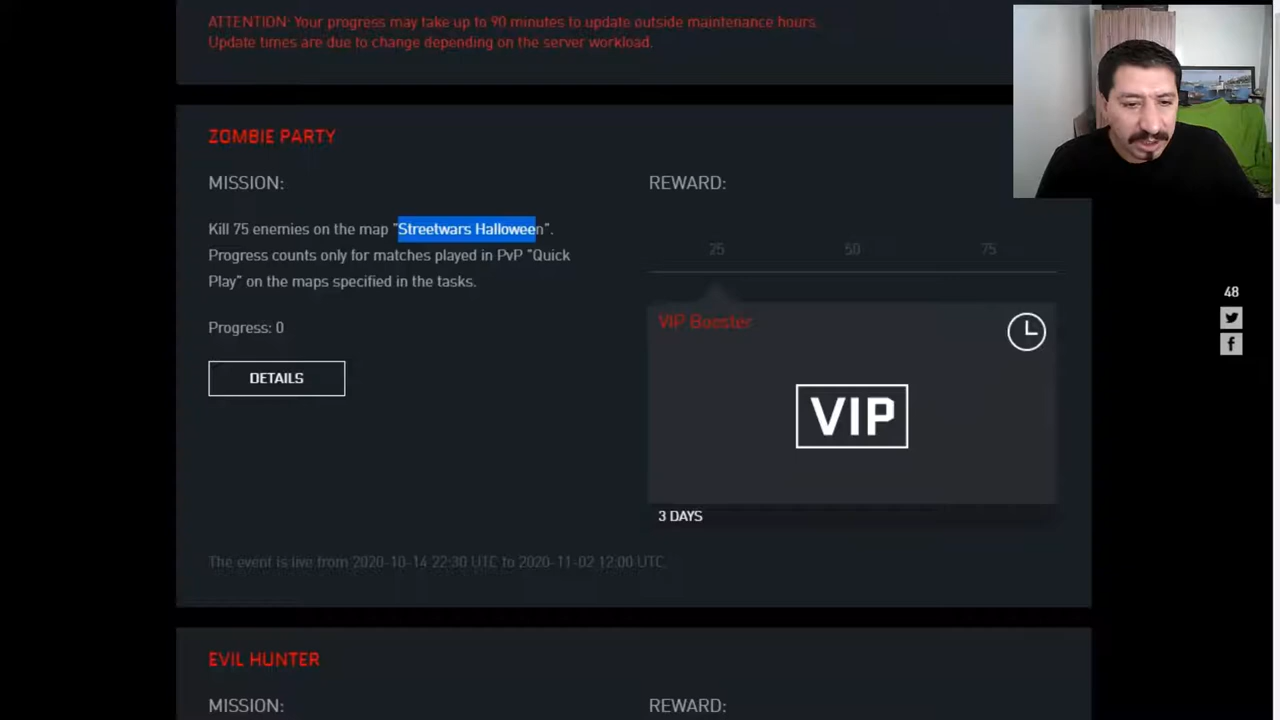 ATTENTION: Your progress may take up to 90 minutes to update outside maintenance hours.
Update times are due to change depending on the server workload.
ZOMBIE PARTY
MISSION:
Kill 75 enemies on the map "Streetwars Halloween".
Progress counts only for matches played in PvP "Quick
Play" on the maps specified in the tasks.
Progress: 0
DETAILS
REWARD:
25 50 75
VIP Booster
VIP
3 DAYS
The event is live from 2020-10-14 22:30 UTC to 2020-11-02 12:00 UTC.
48
EVIL HUNTER
MISSION:
REWARD: